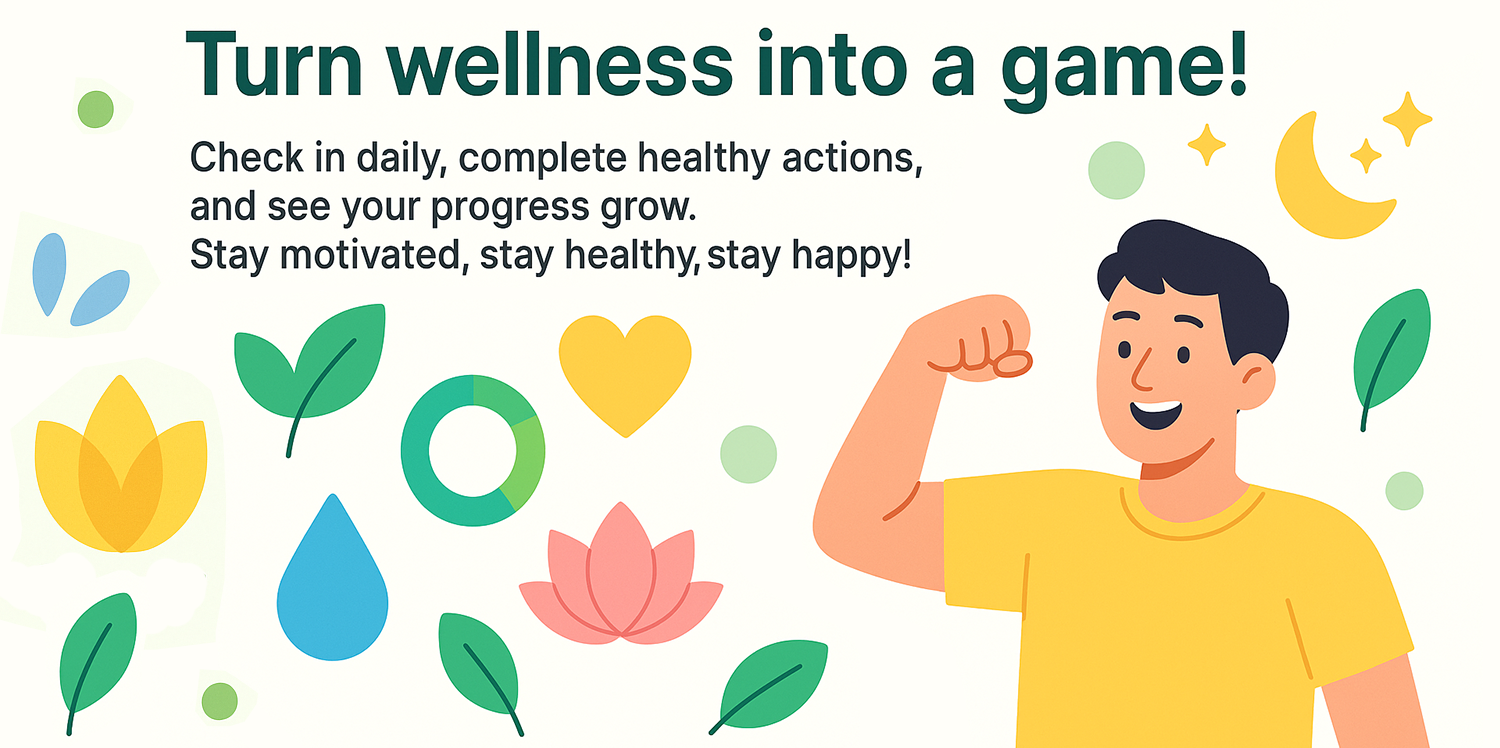 Turn wellness into a game!
Check in daily, complete healthy actions,
and see your progress grow.
Stay motivated, stay healthy, stay happy!